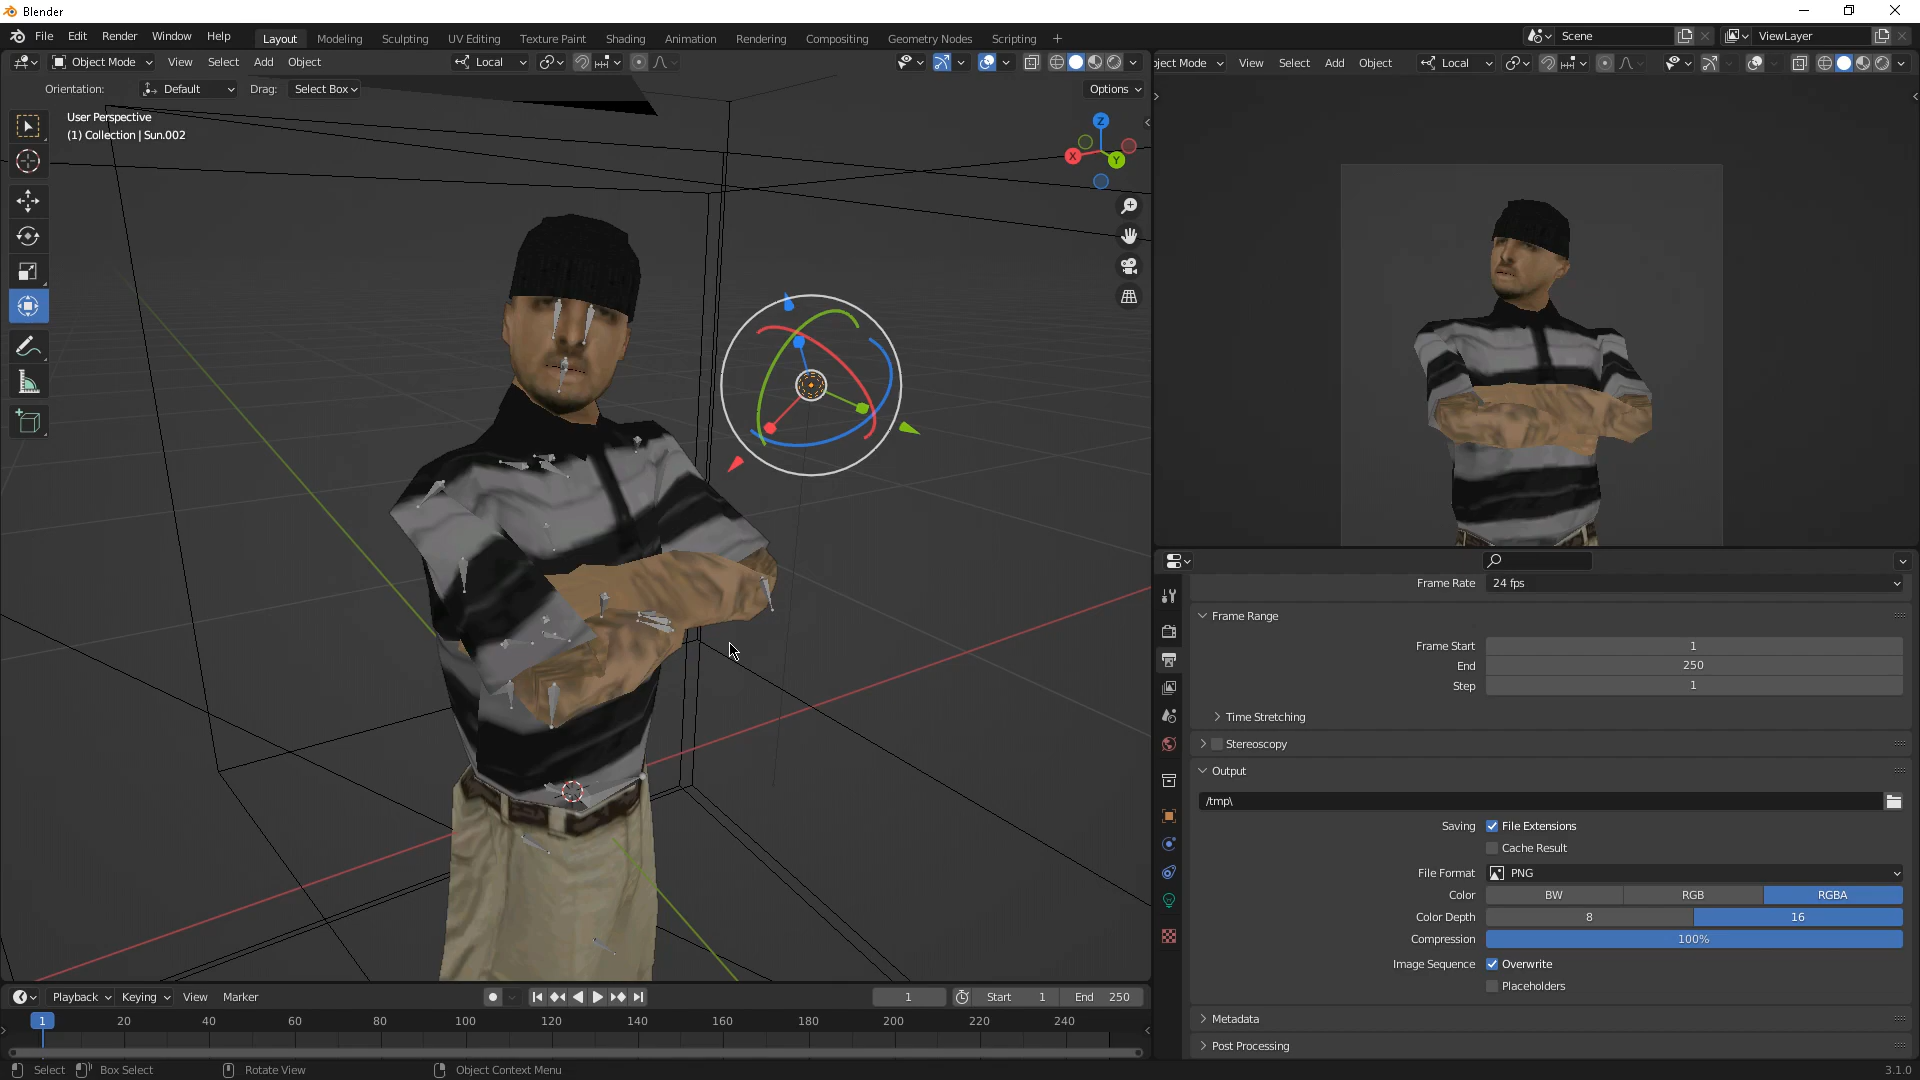 Blender
File Edit Render Window Help Layout Modeling Sculpting UV Editing Texture Paint Shading Animation Rendering Compositing Geometry Nodes Scripting + Scene ViewLayer
Object Mode View Select Add Object Local
Orientation: Default Drag: Select Box Options
User Perspective
(1) Collection | Sun.002
Z
X
Y
bject Mode View Select Add Object Local
Frame Rate 24 fps
Frame Range
Frame Start 1
End 250
Step 1
Time Stretching
Stereoscopy
Output
/tmp\
Saving File Extensions
Cache Result
File Format PNG
Color BW RGB RGBA
Color Depth 8 16
Compression 100%
Image Sequence Overwrite
Placeholders
Metadata
Post Processing
Playback Keying View Marker 1 Start 1 End 250
1 20 40 60 80 100 120 140 160 180 200 220 240
Select Box Select Rotate View Object Context Menu 3.1.0